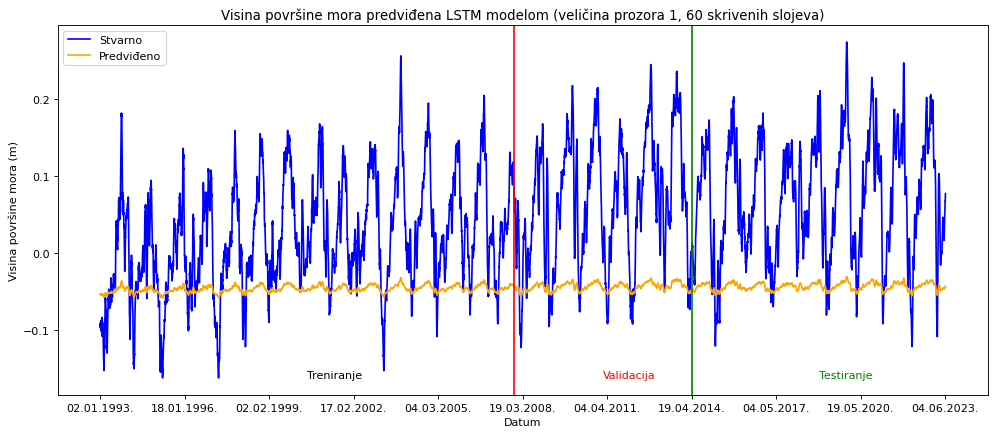 Visina površine mora predviđena LSTM modelom (veličina prozora 1, 60 skrivenih slojeva)
Stvarno
Predviđeno
Visina površine mora (m)
0.2
0.1
0.0
−0.1
Treniranje
Validacija
Testiranje
02.01.1993.
18.01.1996.
02.02.1999.
17.02.2002.
04.03.2005.
19.03.2008.
04.04.2011.
19.04.2014.
04.05.2017.
19.05.2020.
04.06.2023.
Datum